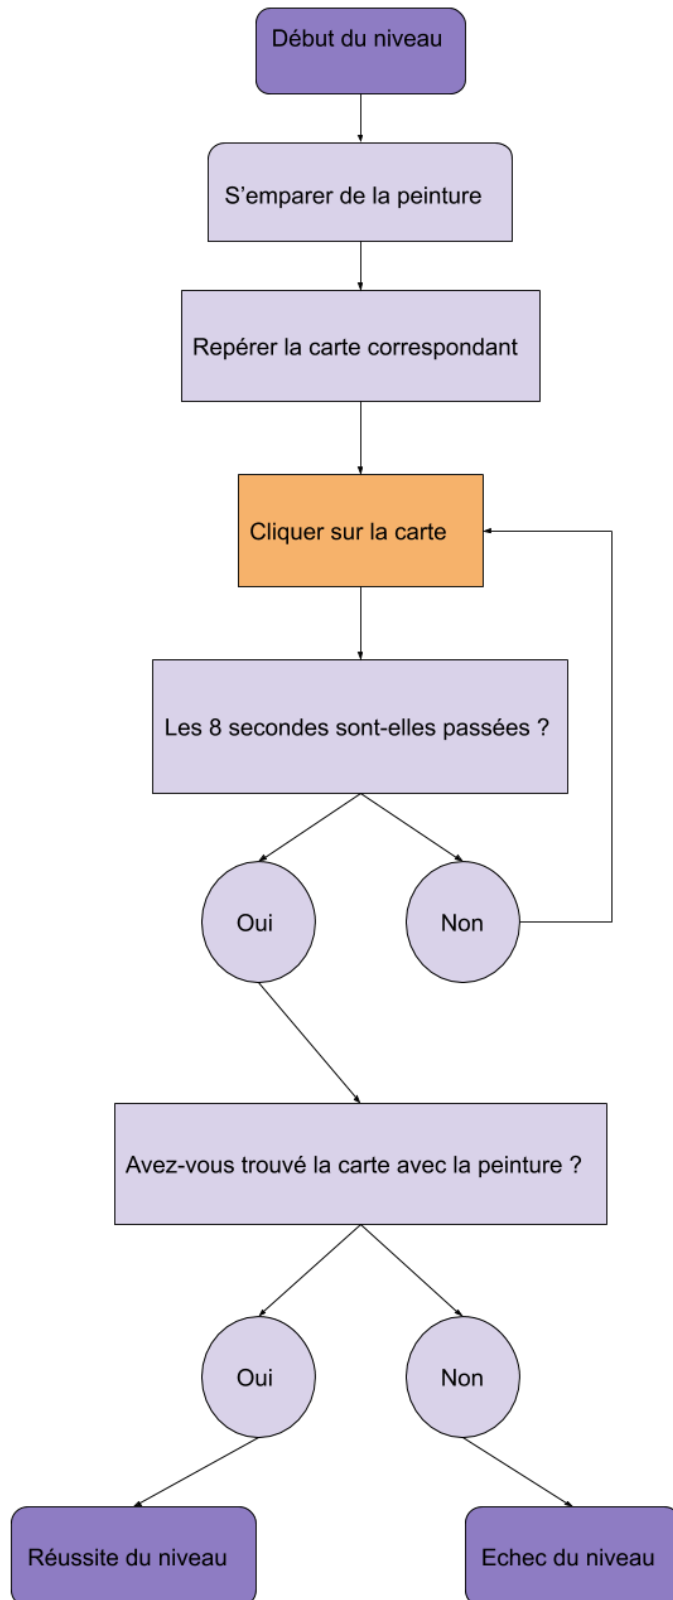 Début du niveau
S’emparer de la peinture
Repérer la carte correspondant
Cliquer sur la carte
Les 8 secondes sont-elles passées ?
Oui
Non
Avez-vous trouvé la carte avec la peinture ?
Oui
Non
Réussite du niveau
Echec du niveau